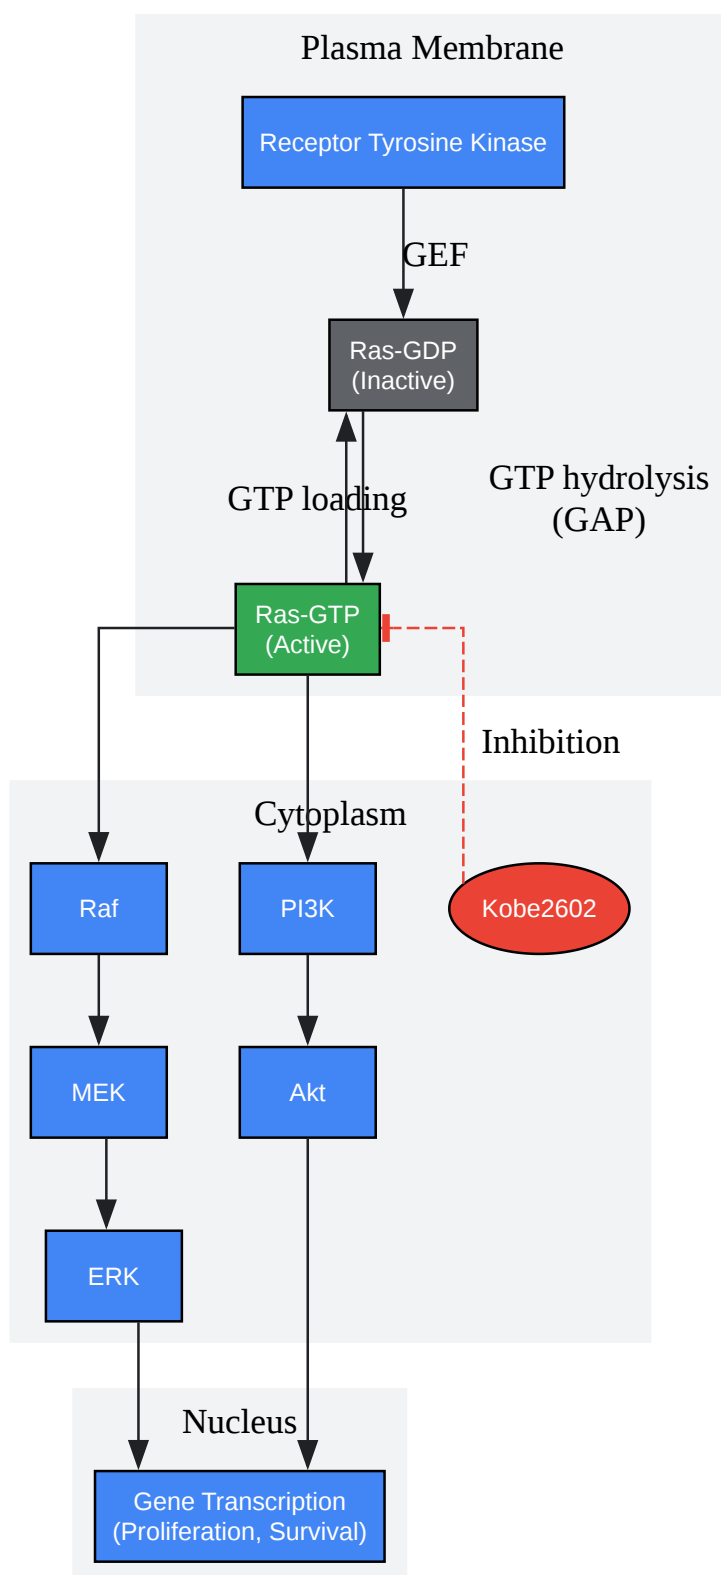 Plasma Membrane
Receptor Tyrosine Kinase
GEF
Ras-GDP
(Inactive)
GTP loading
GTP hydrolysis
(GAP)
Ras-GTP
(Active)
Inhibition
Cytoplasm
Raf
PI3K
Kobe2602
MEK
Akt
ERK
Nucleus
Gene Transcription
(Proliferation, Survival)